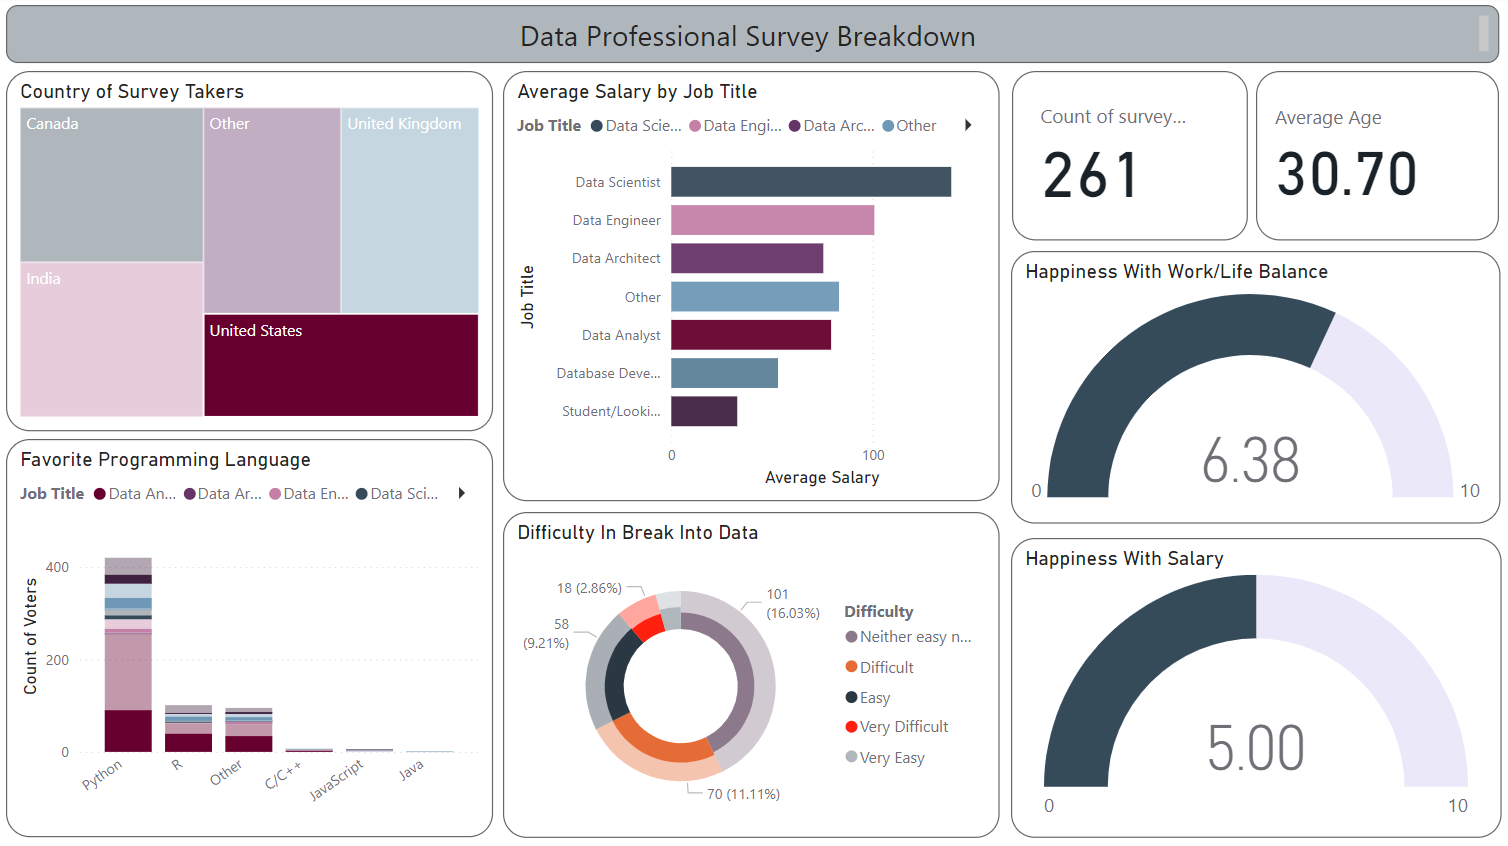 Data Professional Survey Breakdown
Country of Survey Takers
Canada
Other
United Kingdom
India
United States
Average Salary by Job Title
Job Title
Data Scie...
Data Engi...
Data Arc...
Other
Job Title
Data Scientist
Data Engineer
Data Architect
Other
Data Analyst
Database Deve...
Student/Looki...
0
100
Average Salary
Count of survey...
261
Average Age
30.70
Happiness With Work/Life Balance
6.38
0
10
Favorite Programming Language
Job Title
Data An...
Data Ar...
Data En...
Data Sci...
Count of Voters
400
200
0
Python
R
Other
C/C++
JavaScript
Java
Difficulty In Break Into Data
18 (2.86%)
101
(16.03%)
58
(9.21%)
70 (11.11%)
Difficulty
Neither easy n...
Difficult
Easy
Very Difficult
Very Easy
Happiness With Salary
5.00
0
10